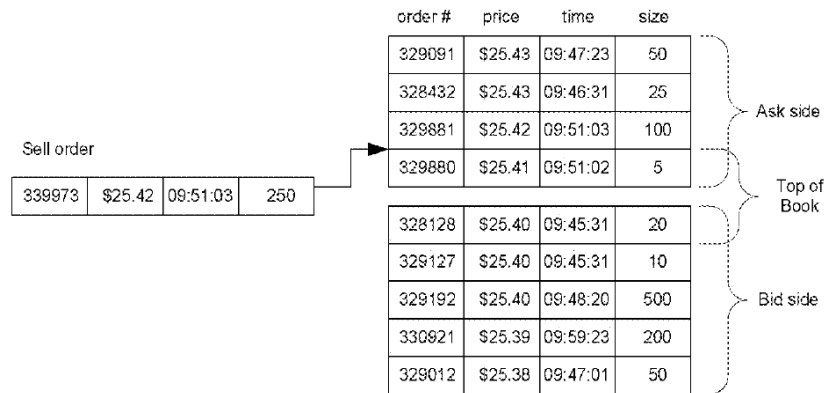 order # price time size
329091 $25.43 09:47:23 50
328432 $25.43 09:46:31 25
Ask side
329881 $25.42 09:51:03 100
Sell order
329880 $25.41 09:51:02 5
339973 $25.42 09:51:03 250
Top of
Book
328128 $25.40 09:45:31 20
329127 $25.40 09:45:31 10
329192 $25.40 09:48:20 500
Bid side
330921 $25.39 09:59:23 200
329012 $25.38 09:47:01 50